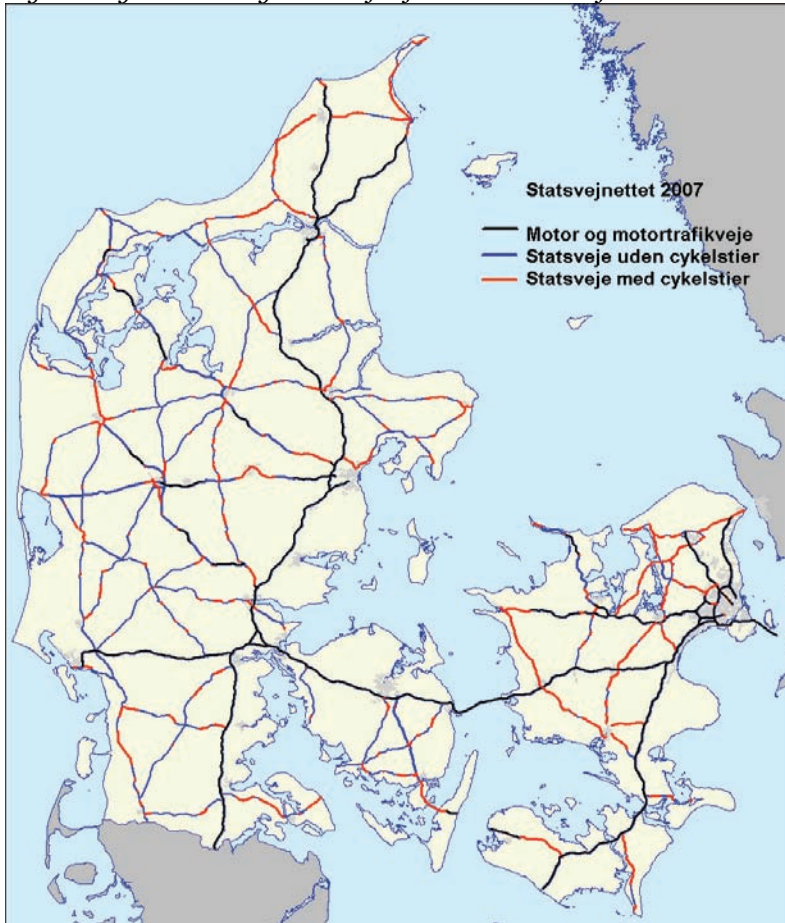 Statsvejnettet 2007
Motor og motortrafikveje
Statsveje uden cykelstier
Statsveje med cykelstier